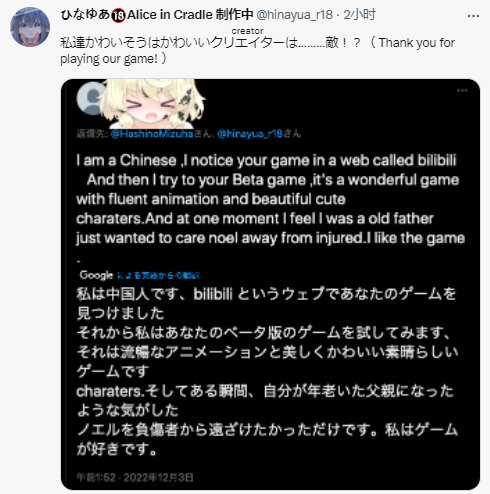 ひなゆあ🔞Alice in Cradle 制作中 @hinayua_r18 · 2小时
creator
私達かわいそうはかわいいクリエイターは………敵！？（ Thank you for
playing our game! ）
返信先: @HashinoMizuhaさん、@hinayua_r18さん
I am a Chinese ,I notice your game in a web called bilibili
And then I try to your Beta game ,it's a wonderful game
with fluent animation and beautiful cute
charaters.And at one moment I feel I was a old father
just wanted to care noel away from injured.I like the game
.
Google による英語からの翻訳
私は中国人です、bilibili というウェブであなたのゲームを
見つけました
それから私はあなたのベータ版のゲームを試してみます、
それは流暢なアニメーションと美しくかわいい素晴らしい
ゲームです
charaters.そしてある瞬間、自分が年老いた父親になった
ような気がした
ノエルを負傷者から遠ざけたかっただけです。私はゲーム
が好きです。
午前1:52 · 2022年12月3日